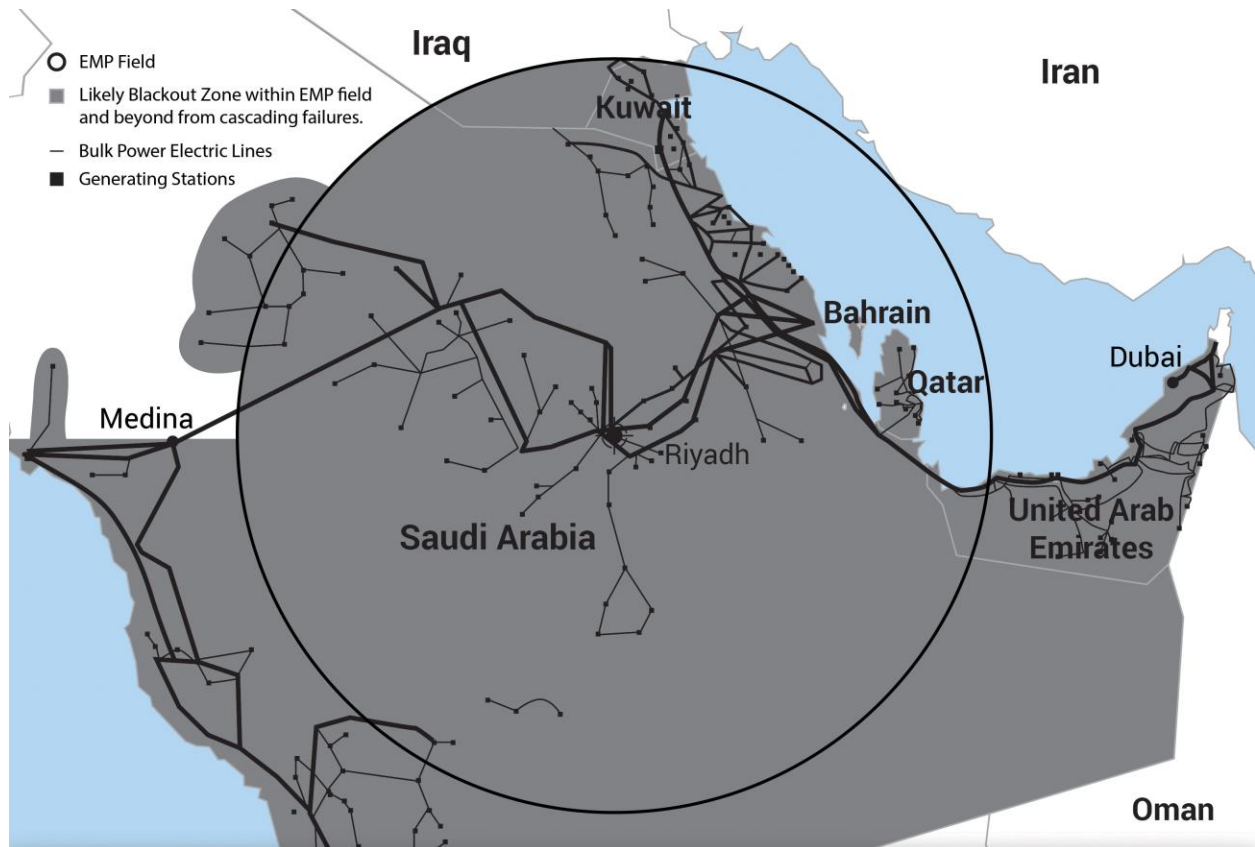 Iraq
Iran
EMP Field
Likely Blackout Zone within EMP field
and beyond from cascading failures.
Bulk Power Electric Lines
Generating Stations
Kuwait
Bahrain
Qatar
Dubai
Medina
Riyadh
Saudi Arabia
United Arab
Emirates
Oman